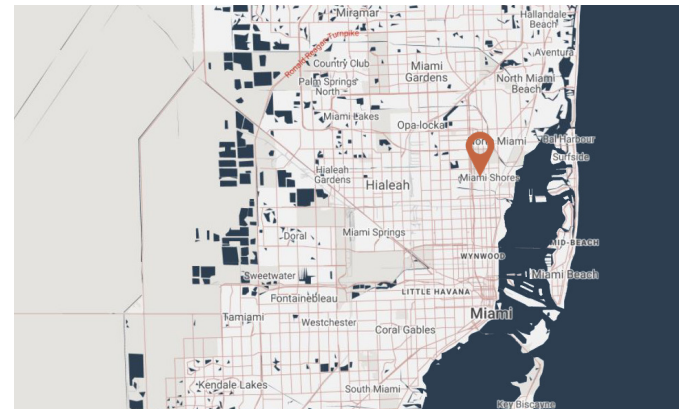 Miramar
Hallandale
Beach
Ronald Reagan Turnpike
Aventura
Country Club
Miami
Gardens
Palm Springs
North
North Miami
Beach
Miami Lakes
Opa-locka
Miami
Bal Harbour
Surfside
Hialeah
Gardens
Hialeah
Miami Shores
Doral
Miami Springs
MID-BEACH
WYNWOOD
Sweetwater
Miami Beach
Fontainebleau
LITTLE HAVANA
Tamiami
Westchester
Miami
Coral Gables
Kendale Lakes
South Miami
Key Biscayne